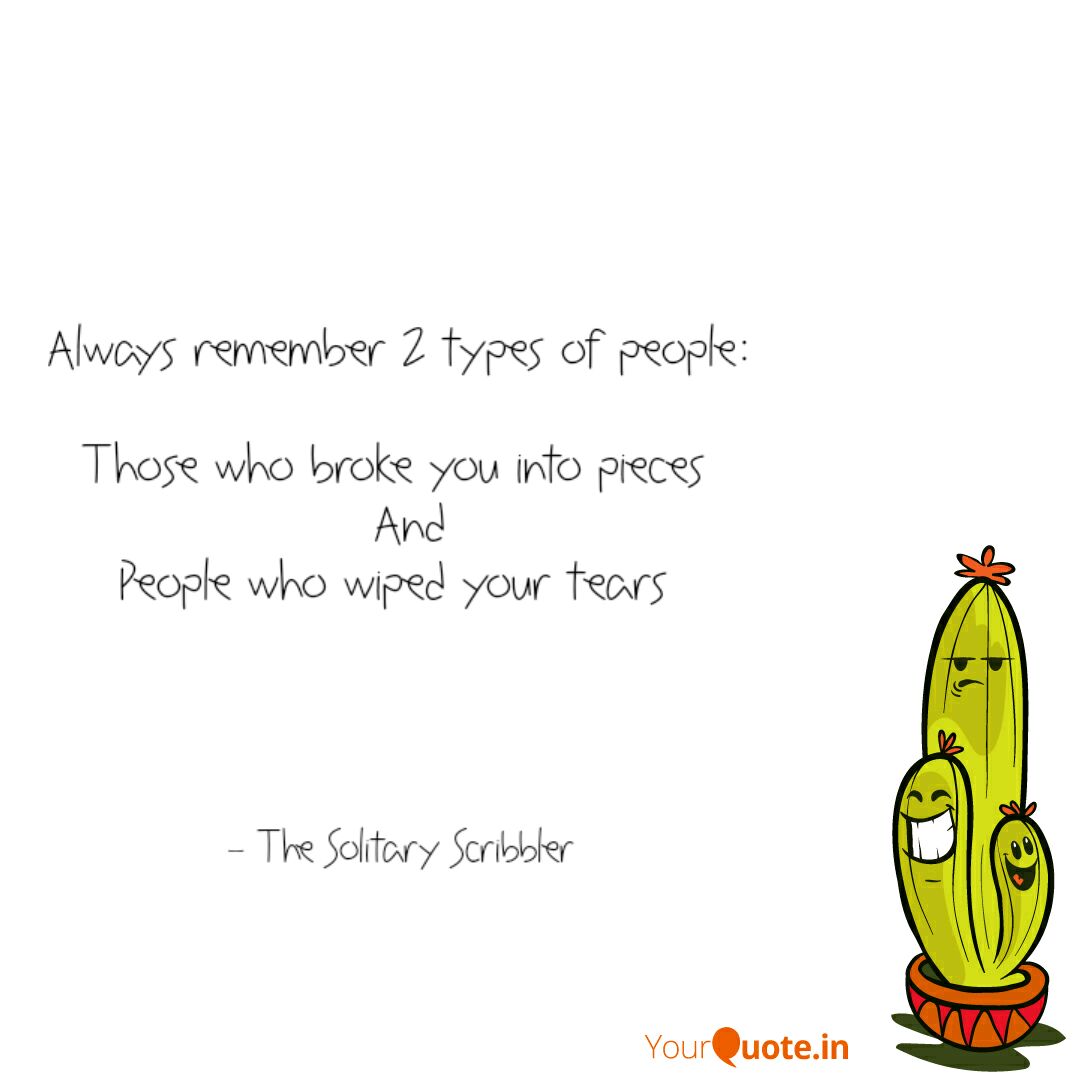 Always remember 2 types of people:
Those who broke you into pieces
And
People who wiped your tears
- The Solitary Scribbler
YourQuote.in